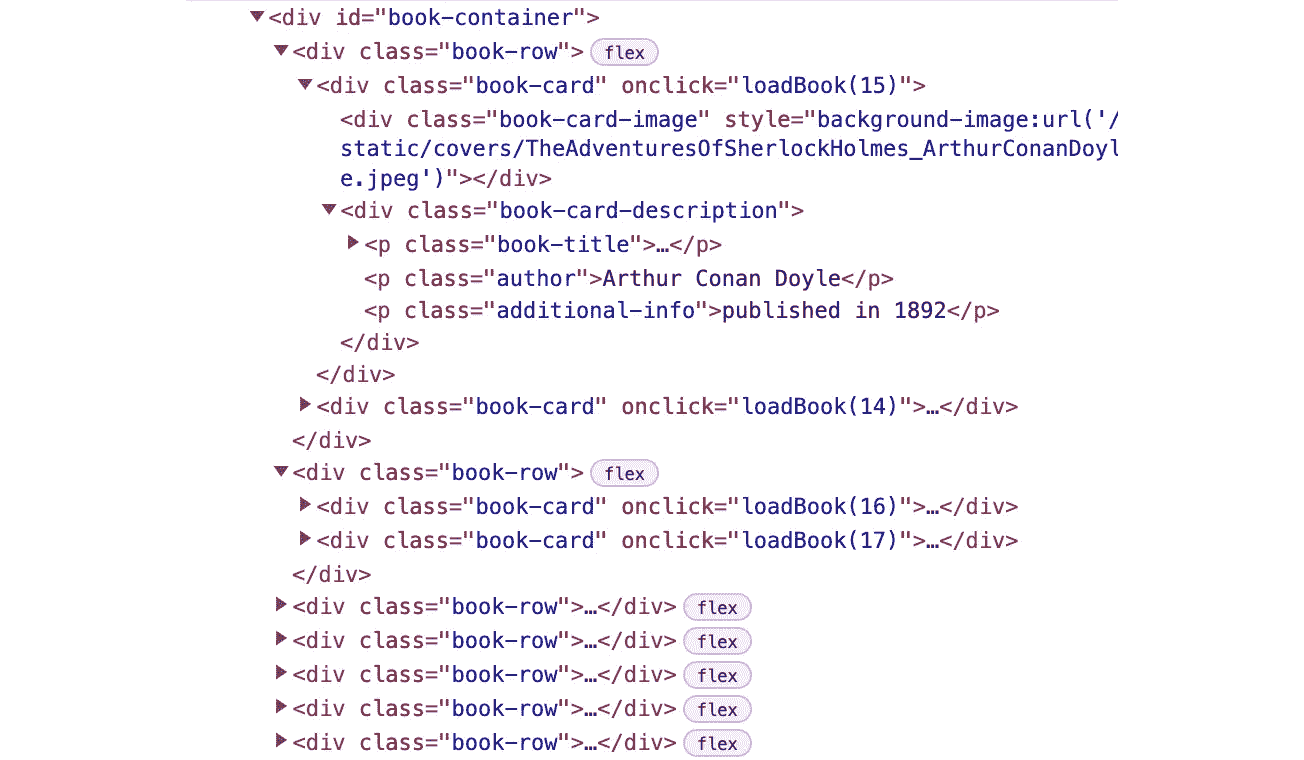 ▼<div id="book-container">
▼<div class="book-row"> flex
▼<div class="book-card" onclick="loadBook(15)">
<div class="book-card-image" style="background-image:url('/
static/covers/TheAdventuresOfSherlockHolmes_ArthurConanDoyl
e.jpeg')"></div>
▼<div class="book-card-description">
▶<p class="book-title">…</p>
<p class="author">Arthur Conan Doyle</p>
<p class="additional-info">published in 1892</p>
</div>
</div>
▶<div class="book-card" onclick="loadBook(14)">…</div>
</div>
▼<div class="book-row"> flex
▶<div class="book-card" onclick="loadBook(16)">…</div>
▶<div class="book-card" onclick="loadBook(17)">…</div>
</div>
▶<div class="book-row">…</div> flex
▶<div class="book-row">…</div> flex
▶<div class="book-row">…</div> flex
▶<div class="book-row">…</div> flex
▶<div class="book-row">…</div> flex